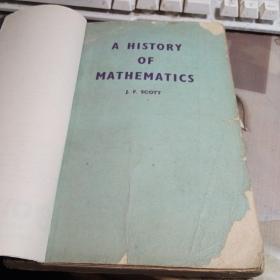 A HISTORY
OF
MATHEMATICS
J. F. SCOTT